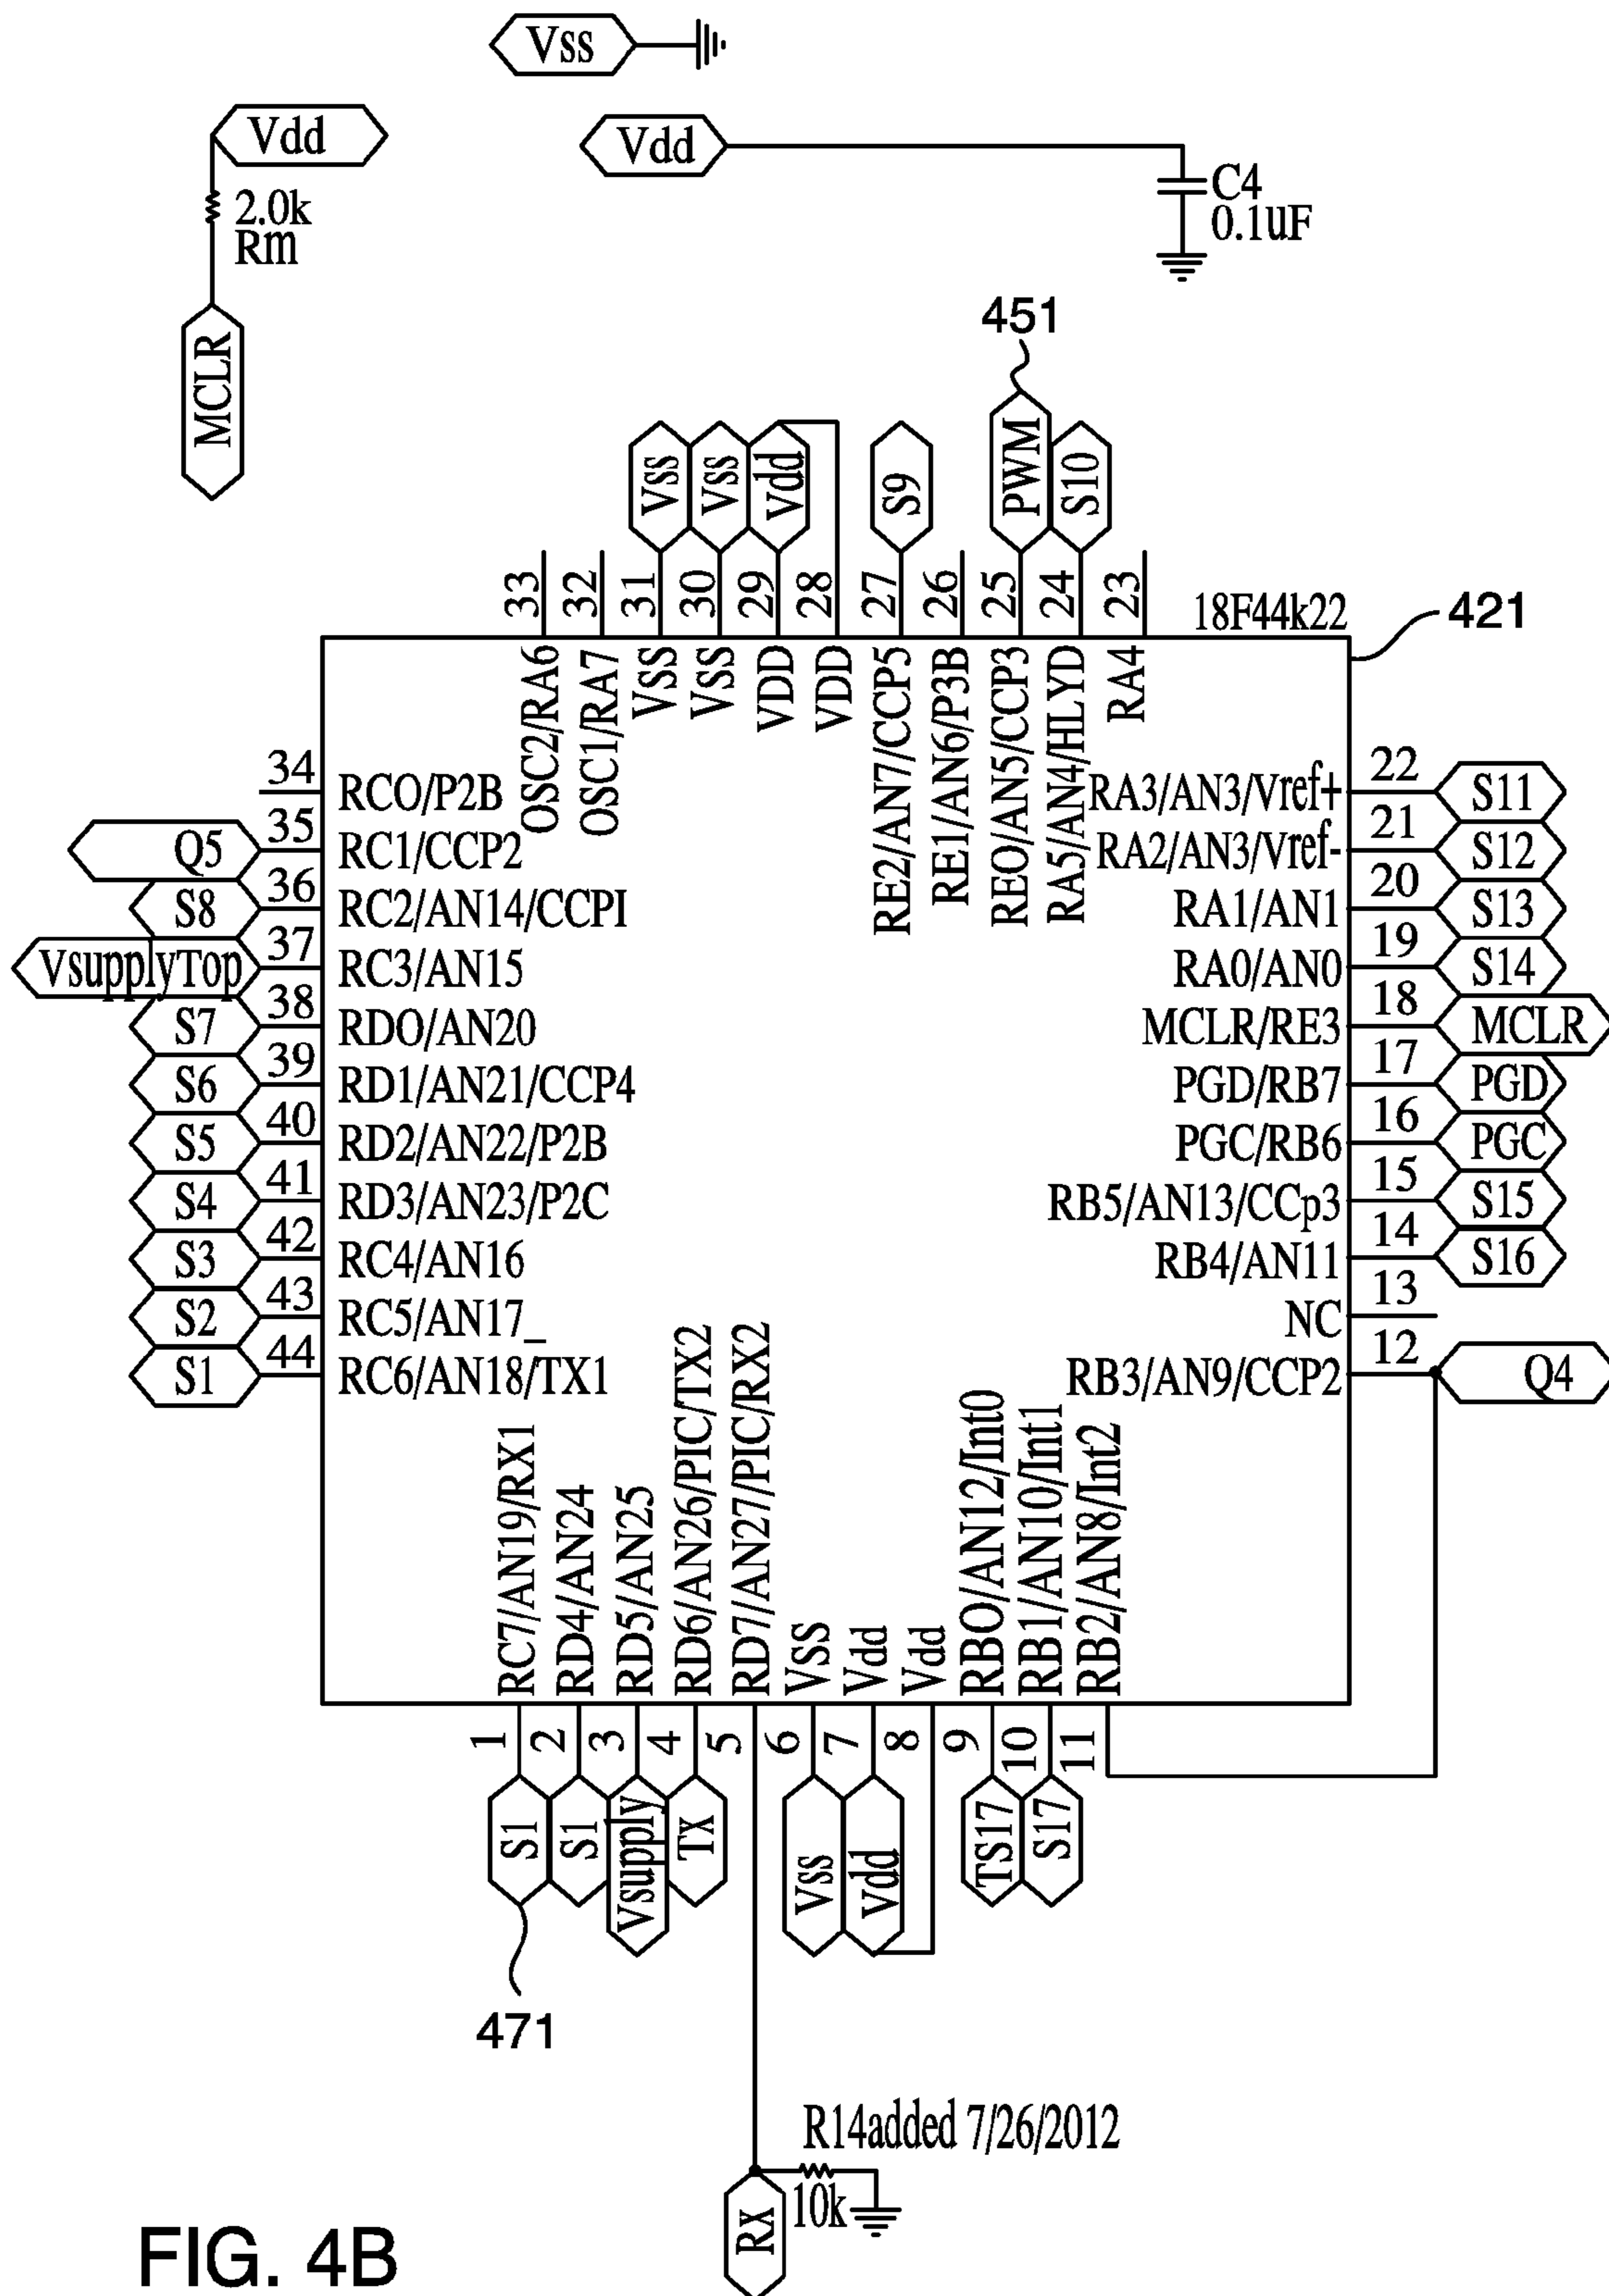 Vss
Vdd
Vdd
2.0k
Rm
C4
0.1uF
MCLR
451
Vss
Vss
Vdd
S9
PWM
S10
33
32
31
30
29
28
27
26
25
24
23
18F44k22
421
OSC2/RA6
OSC1/RA7
VSS
VSS
VDD
VDD
RE2/AN7/CCP5
RE1/AN6/P3B
REO/AN5/CCP3
RA5/AN4/HLYD
RA4
34 RCO/P2B
Q5 35 RC1/CCP2
S8 36 RC2/AN14/CCPI
VsupplyTop 37 RC3/AN15
S7 38 RDO/AN20
S6 39 RD1/AN21/CCP4
S5 40 RD2/AN22/P2B
S4 41 RD3/AN23/P2C
S3 42 RC4/AN16
S2 43 RC5/AN17_
S1 44 RC6/AN18/TX1
RA3/AN3/Vref+ 22 S11
RA2/AN3/Vref- 21 S12
RA1/AN1 20 S13
RA0/AN0 19 S14
MCLR/RE3 18 MCLR
PGD/RB7 17 PGD
PGC/RB6 16 PGC
RB5/AN13/CCp3 15 S15
RB4/AN11 14 S16
NC 13
RB3/AN9/CCP2 12 Q4
RC7/AN19/RX1
RD4/AN24
RD5/AN25
RD6/AN26/PIC/TX2
RD7/AN27/PIC/RX2
VSS
Vdd
Vdd
RBO/AN12/Int0
RB1/AN10/Int1
RB2/AN8/Int2
1
2
3
4
5
6
7
8
9
10
11
S1
S1
Vsupply
TX
Vss
Vdd
TS17
S17
471
R14added 7/26/2012
10k
RX
FIG. 4B